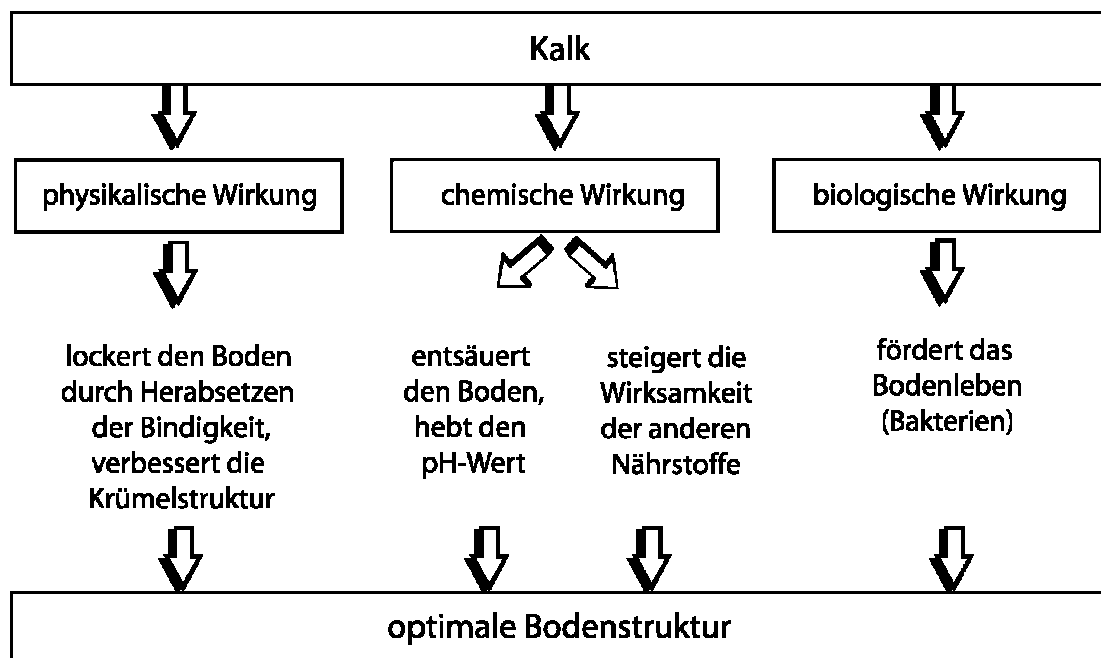 Kalk
physikalische Wirkung
chemische Wirkung
biologische Wirkung
lockert den Boden
durch Herabsetzen
der Bindigkeit,
verbessert die
Krümelstruktur
entsäuert
den Boden,
hebt den
pH-Wert
steigert die
Wirksamkeit
der anderen
Nährstoffe
fördert das
Bodenleben
(Bakterien)
optimale Bodenstruktur